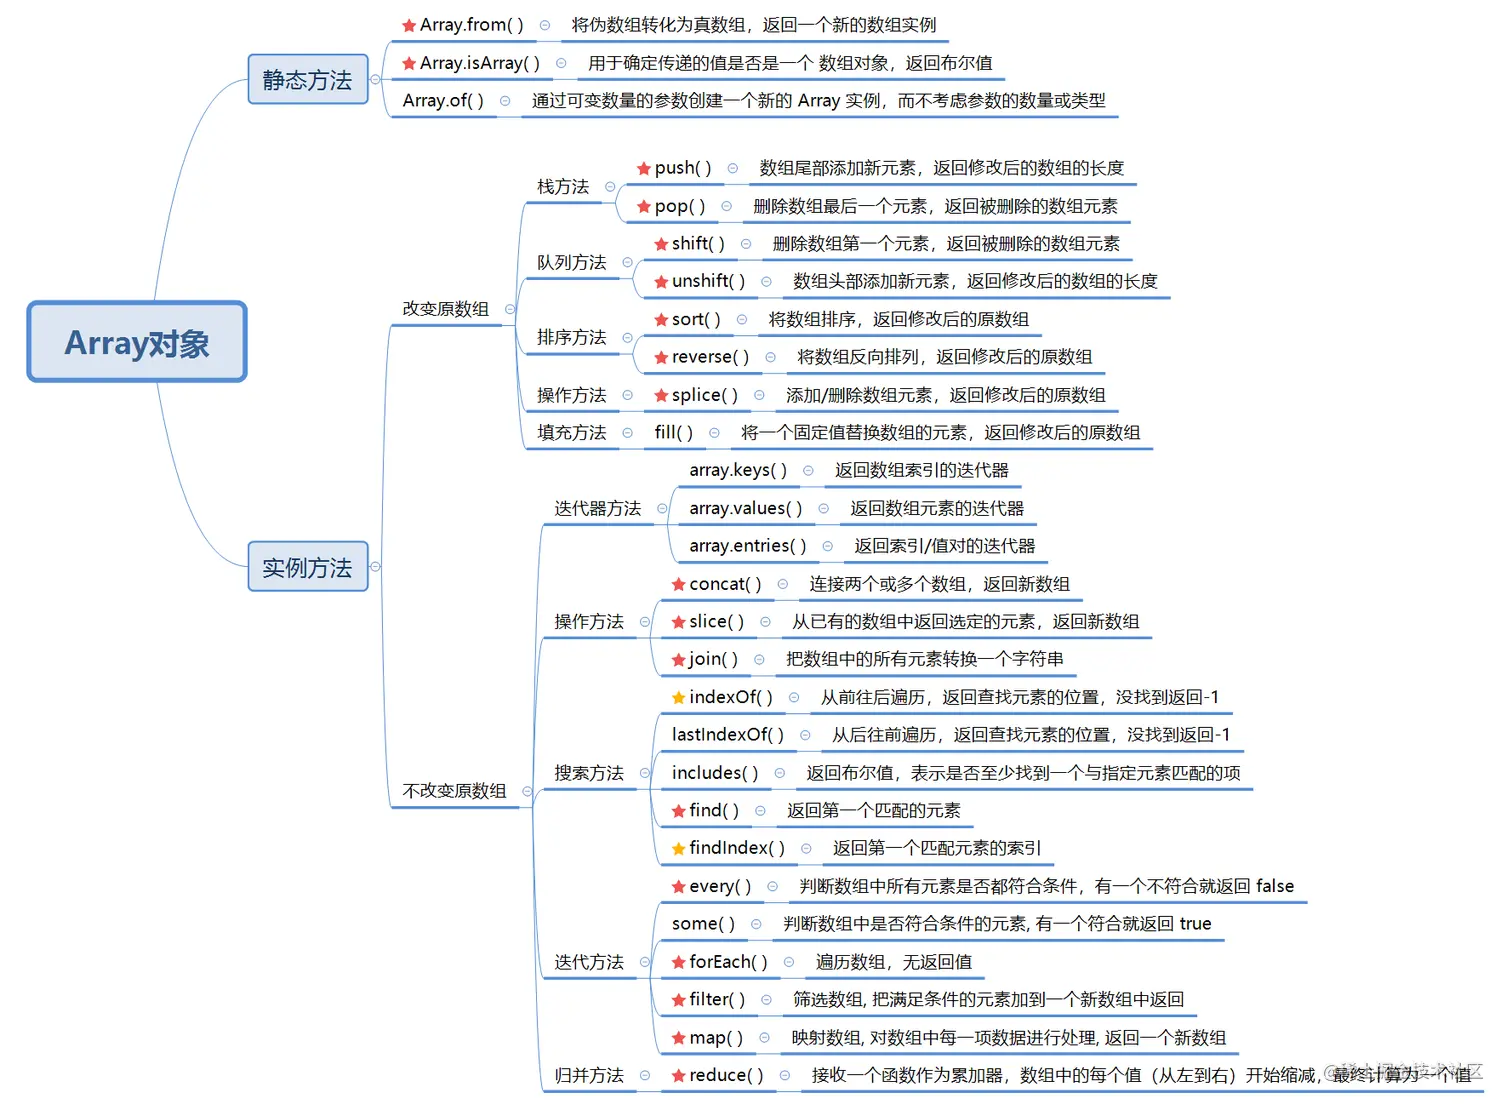 Array对象
静态方法
Array.from( ) 将伪数组转化为真数组，返回一个新的数组实例
Array.isArray( ) 用于确定传递的值是否是一个 数组对象，返回布尔值
Array.of( ) 通过可变数量的参数创建一个新的 Array 实例，而不考虑参数的数量或类型
实例方法
改变原数组
栈方法
push( ) 数组尾部添加新元素，返回修改后的数组的长度
pop( ) 删除数组最后一个元素，返回被删除的数组元素
队列方法
shift( ) 删除数组第一个元素，返回被删除的数组元素
unshift( ) 数组头部添加新元素，返回修改后的数组的长度
排序方法
sort( ) 将数组排序，返回修改后的原数组
reverse( ) 将数组反向排列，返回修改后的原数组
操作方法 splice( ) 添加/删除数组元素，返回修改后的原数组
填充方法 fill( ) 将一个固定值替换数组的元素，返回修改后的原数组
不改变原数组
迭代器方法
array.keys( ) 返回数组索引的迭代器
array.values( ) 返回数组元素的迭代器
array.entries( ) 返回索引/值对的迭代器
操作方法
concat( ) 连接两个或多个数组，返回新数组
slice( ) 从已有的数组中返回选定的元素，返回新数组
join( ) 把数组中的所有元素转换一个字符串
搜索方法
indexOf( ) 从前往后遍历，返回查找元素的位置，没找到返回-1
lastIndexOf( ) 从后往前遍历，返回查找元素的位置，没找到返回-1
includes( ) 返回布尔值，表示是否至少找到一个与指定元素匹配的项
find( ) 返回第一个匹配的元素
findIndex( ) 返回第一个匹配元素的索引
迭代方法
every( ) 判断数组中所有元素是否都符合条件，有一个不符合就返回 false
some( ) 判断数组中是否符合条件的元素, 有一个符合就返回 true
forEach( ) 遍历数组，无返回值
filter( ) 筛选数组, 把满足条件的元素加到一个新数组中返回
map( ) 映射数组, 对数组中每一项数据进行处理, 返回一个新数组
归并方法 reduce( ) 接收一个函数作为累加器，数组中的每个值（从左到右）开始缩减，最终计算为一个值
@稀土掘金技术社区